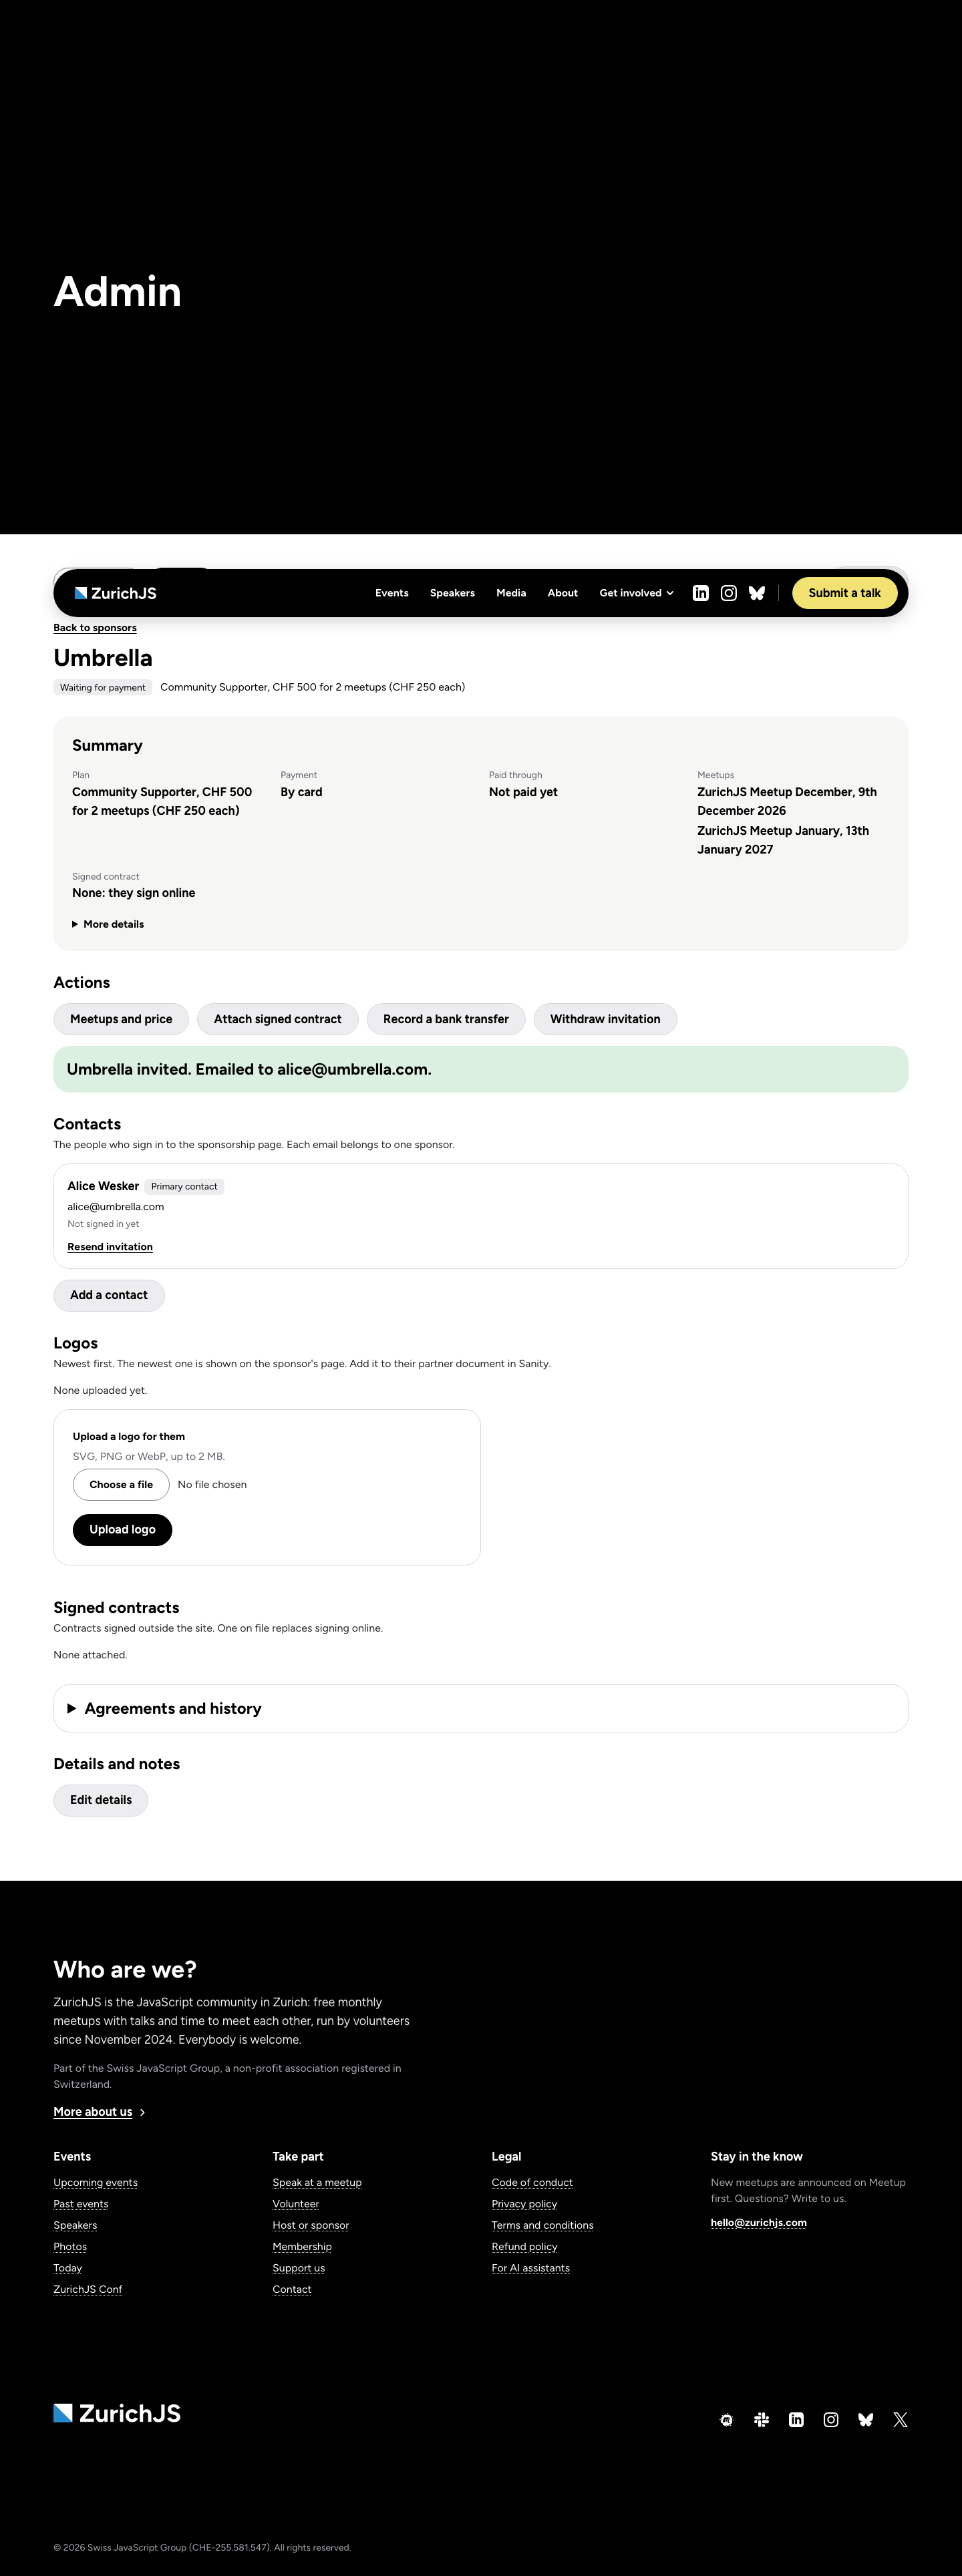 Admin
ZurichJS
Events
Speakers
Media
About
Get involved
Submit a talk
Back to sponsors
Umbrella
Waiting for payment
Community Supporter, CHF 500 for 2 meetups (CHF 250 each)
Summary
Plan
Community Supporter, CHF 500
for 2 meetups (CHF 250 each)
Payment
By card
Paid through
Not paid yet
Meetups
ZurichJS Meetup December, 9th
December 2026
ZurichJS Meetup January, 13th
January 2027
Signed contract
None: they sign online
More details
Actions
Meetups and price
Attach signed contract
Record a bank transfer
Withdraw invitation
Umbrella invited. Emailed to alice@umbrella.com.
Contacts
The people who sign in to the sponsorship page. Each email belongs to one sponsor.
Alice Wesker
Primary contact
alice@umbrella.com
Not signed in yet
Resend invitation
Add a contact
Logos
Newest first. The newest one is shown on the sponsor's page. Add it to their partner document in Sanity.
None uploaded yet.
Upload a logo for them
SVG, PNG or WebP, up to 2 MB.
Choose a file
No file chosen
Upload logo
Signed contracts
Contracts signed outside the site. One on file replaces signing online.
None attached.
Agreements and history
Details and notes
Edit details
Who are we?
ZurichJS is the JavaScript community in Zurich: free monthly
meetups with talks and time to meet each other, run by volunteers
since November 2024. Everybody is welcome.
Part of the Swiss JavaScript Group, a non-profit association registered in
Switzerland.
More about us
Events
Upcoming events
Past events
Speakers
Photos
Today
ZurichJS Conf
Take part
Speak at a meetup
Volunteer
Host or sponsor
Membership
Support us
Contact
Legal
Code of conduct
Privacy policy
Terms and conditions
Refund policy
For AI assistants
Stay in the know
New meetups are announced on Meetup
first. Questions? Write to us.
hello@zurichjs.com
ZurichJS
© 2026 Swiss JavaScript Group (CHE-255.581.547). All rights reserved.